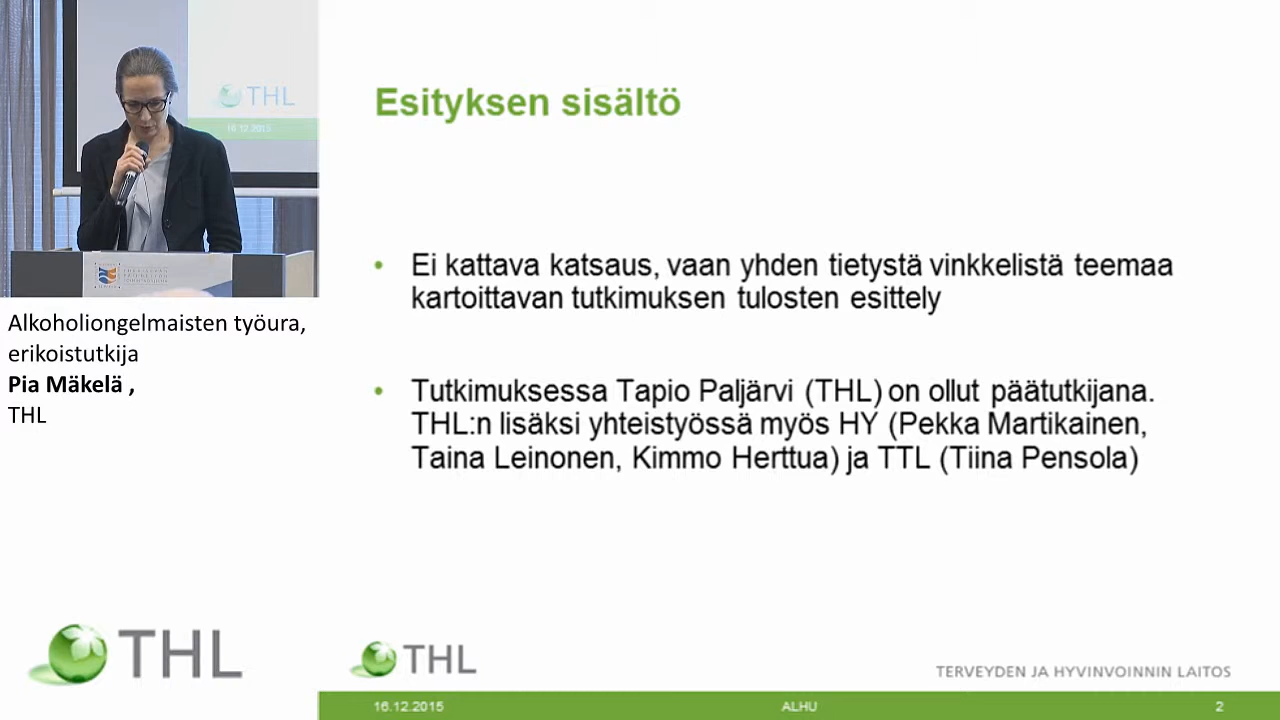 THL
16.12.2015
Alkoholiongelmaisten työura,
erikoistutkija
Pia Mäkelä ,
THL
THL
Esityksen sisältö
• Ei kattava katsaus, vaan yhden tietystä vinkkelistä teemaa
kartoittavan tutkimuksen tulosten esittely
• Tutkimuksessa Tapio Paljärvi (THL) on ollut päätutkijana.
THL:n lisäksi yhteistyössä myös HY (Pekka Martikainen,
Taina Leinonen, Kimmo Herttua) ja TTL (Tiina Pensola)
THL
TERVEYDEN JA HYVINVOINNIN LAITOS
16.12.2015 ALHU 2